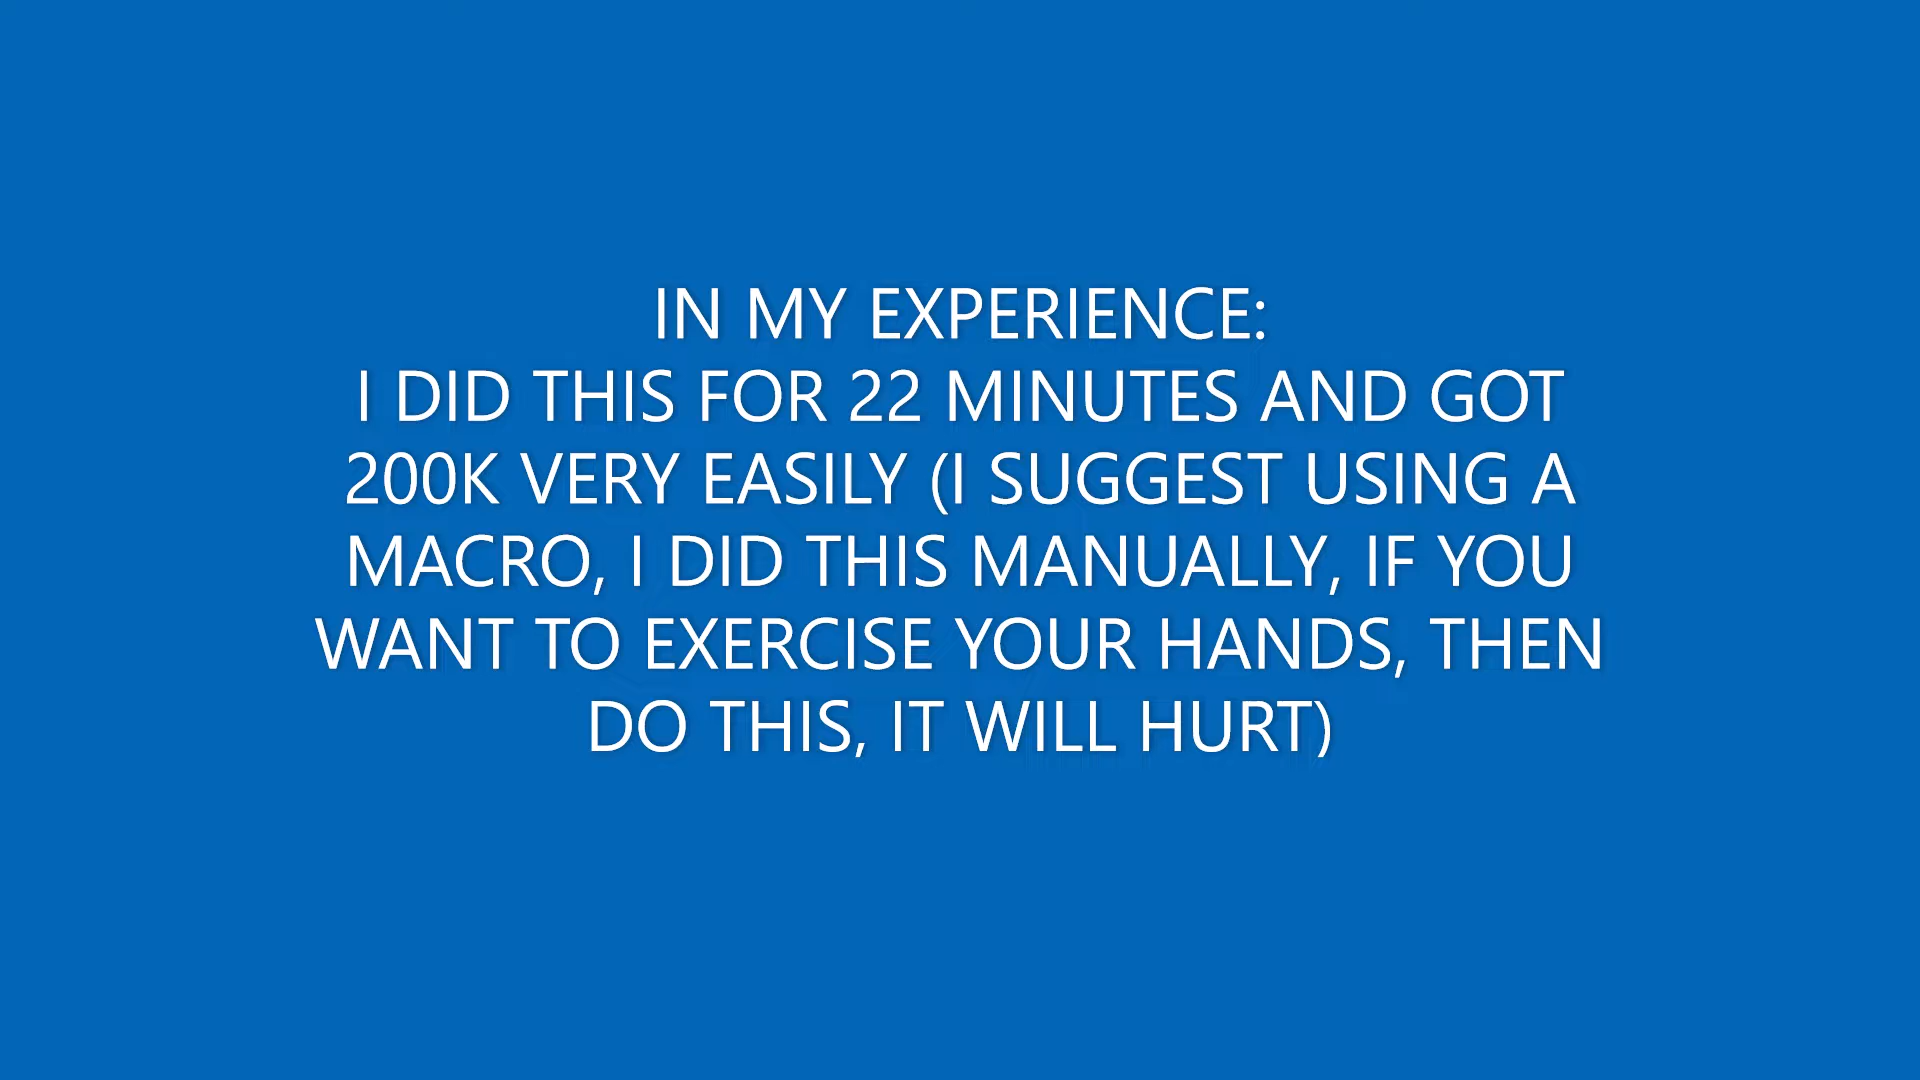 IN MY EXPERIENCE:
I DID THIS FOR 22 MINUTES AND GOT
200K VERY EASILY (I SUGGEST USING A
MACRO, I DID THIS MANUALLY, IF YOU
WANT TO EXERCISE YOUR HANDS, THEN
DO THIS, IT WILL HURT)